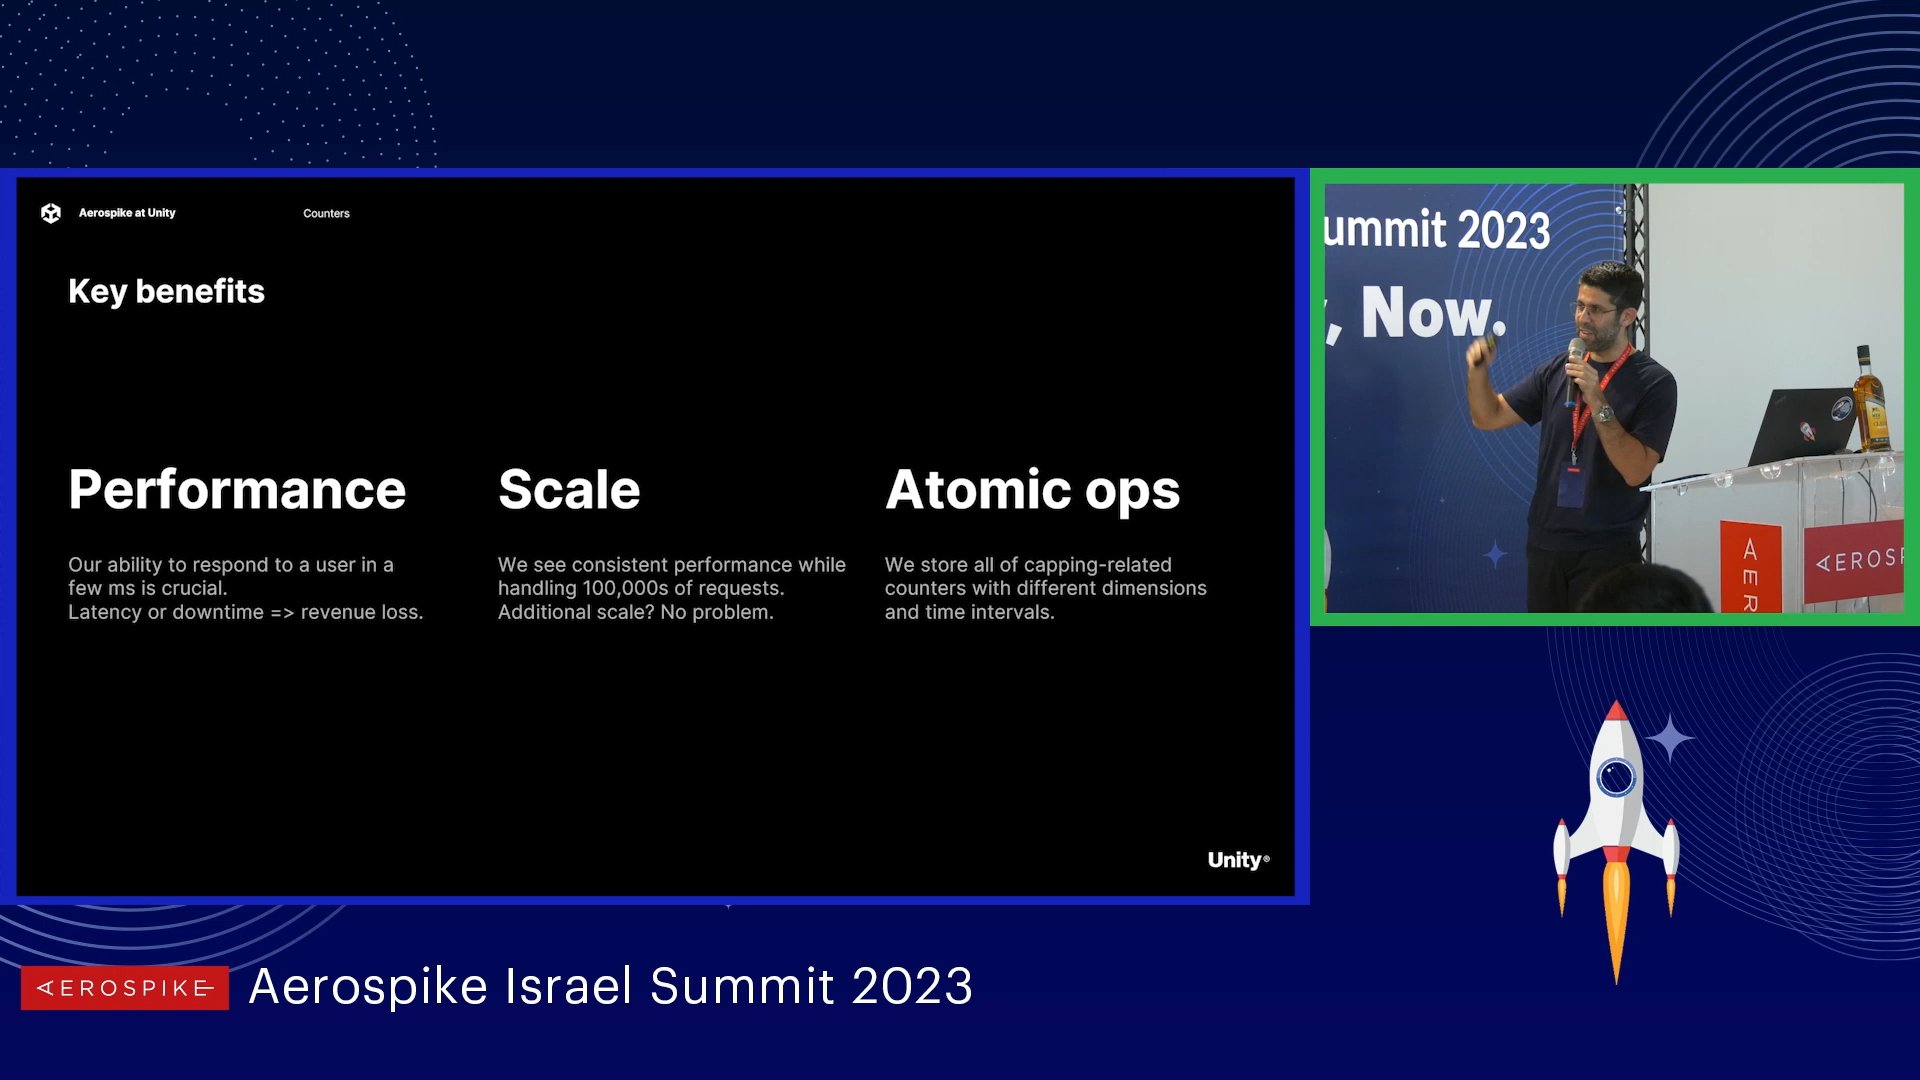 Aerospike at Unity
Counters
Key benefits
Performance
Our ability to respond to a user in a
few ms is crucial.
Latency or downtime => revenue loss.
Scale
We see consistent performance while
handling 100,000s of requests.
Additional scale? No problem.
Atomic ops
We store all of capping-related
counters with different dimensions
and time intervals.
Unity®
ummit 2023
, Now.
AER
AEROSP
AEROSPIKE
Aerospike Israel Summit 2023